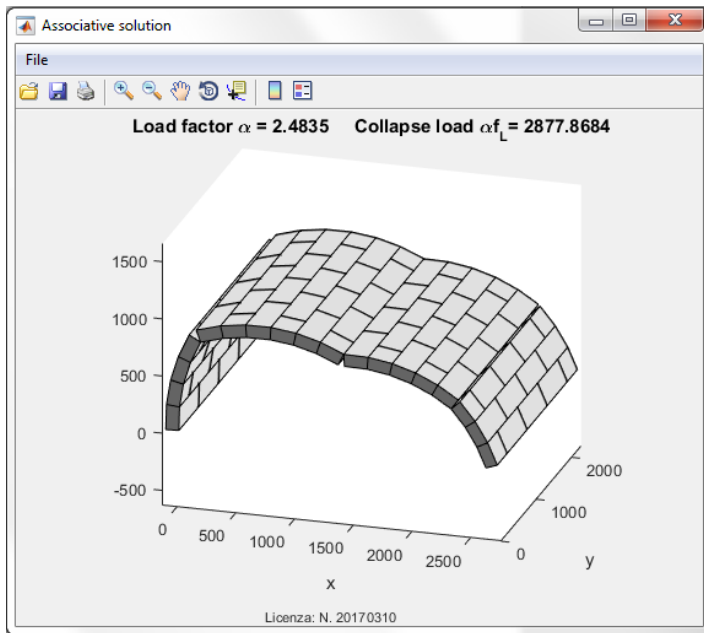 Associative solution
File
Load factor α = 2.4835 Collapse load αf_L= 2877.8684
1500
1000
500
0
-500
0
500
1000
1500
2000
2500
x
0
1000
2000
y
Licenza: N. 20170310